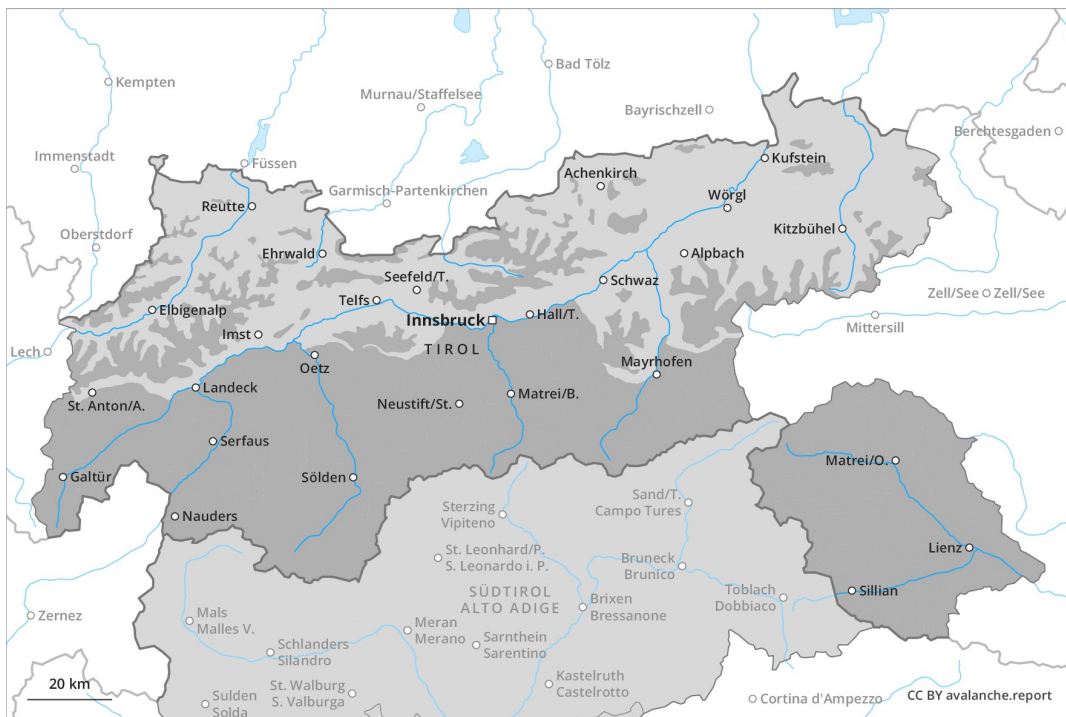 Kempten
Bad Tölz
Murnau/Staffelsee
Bayrischzell
Berchtesgaden
Immenstadt
Füssen
Kufstein
Achenkirch
Garmisch-Partenkirchen
Reutte
Wörgl
Oberstdorf
Kitzbühel
Ehrwald
Alpbach
Seefeld/T.
Schwaz
Telfs
Zell/See
Zell/See
Elbigenalp
Innsbruck
Hall/T.
Mittersill
Imst
Lech
TIROL
Oetz
Mayrhofen
Landeck
St. Anton/A.
Neustift/St.
Matrei/B.
Serfaus
Matrei/O.
Galtür
Sölden
Sand/T.
Campo Tures
Sterzing
Vipiteno
Nauders
Lienz
St. Leonhard/P.
S. Leonardo i. P.
Bruneck
Brunico
SÜDTIROL
ALTO ADIGE
Toblach
Dobbiaco
Sillian
Brixen
Bressanone
Zernez
Mals
Malles V.
Meran
Merano
Sarnthein
Sarentino
Schlanders
Silandro
Kastelruth
Castelrotto
20 km
St. Walburg
S. Valburga
Sulden
Solda
Cortina d'Ampezzo
CC BY avalanche.report